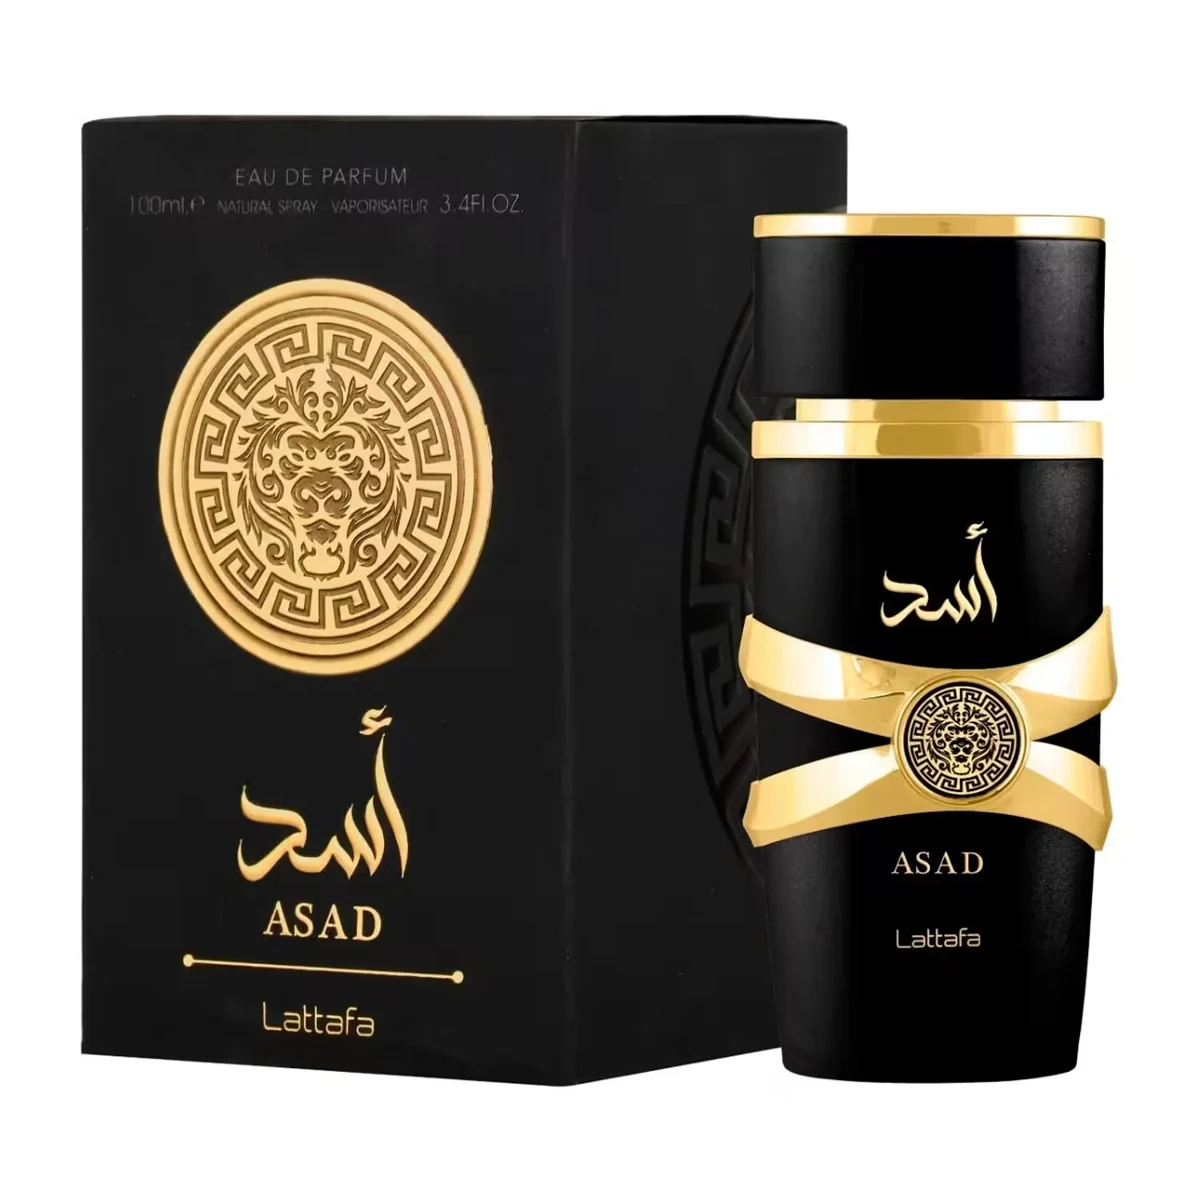 EAU DE PARFUM
100ml.℮ NATURAL SPRAY - VAPORISATEUR 3.4Fl.OZ.
أسد
ASAD
Lattafa
أسد
ASAD
Lattafa